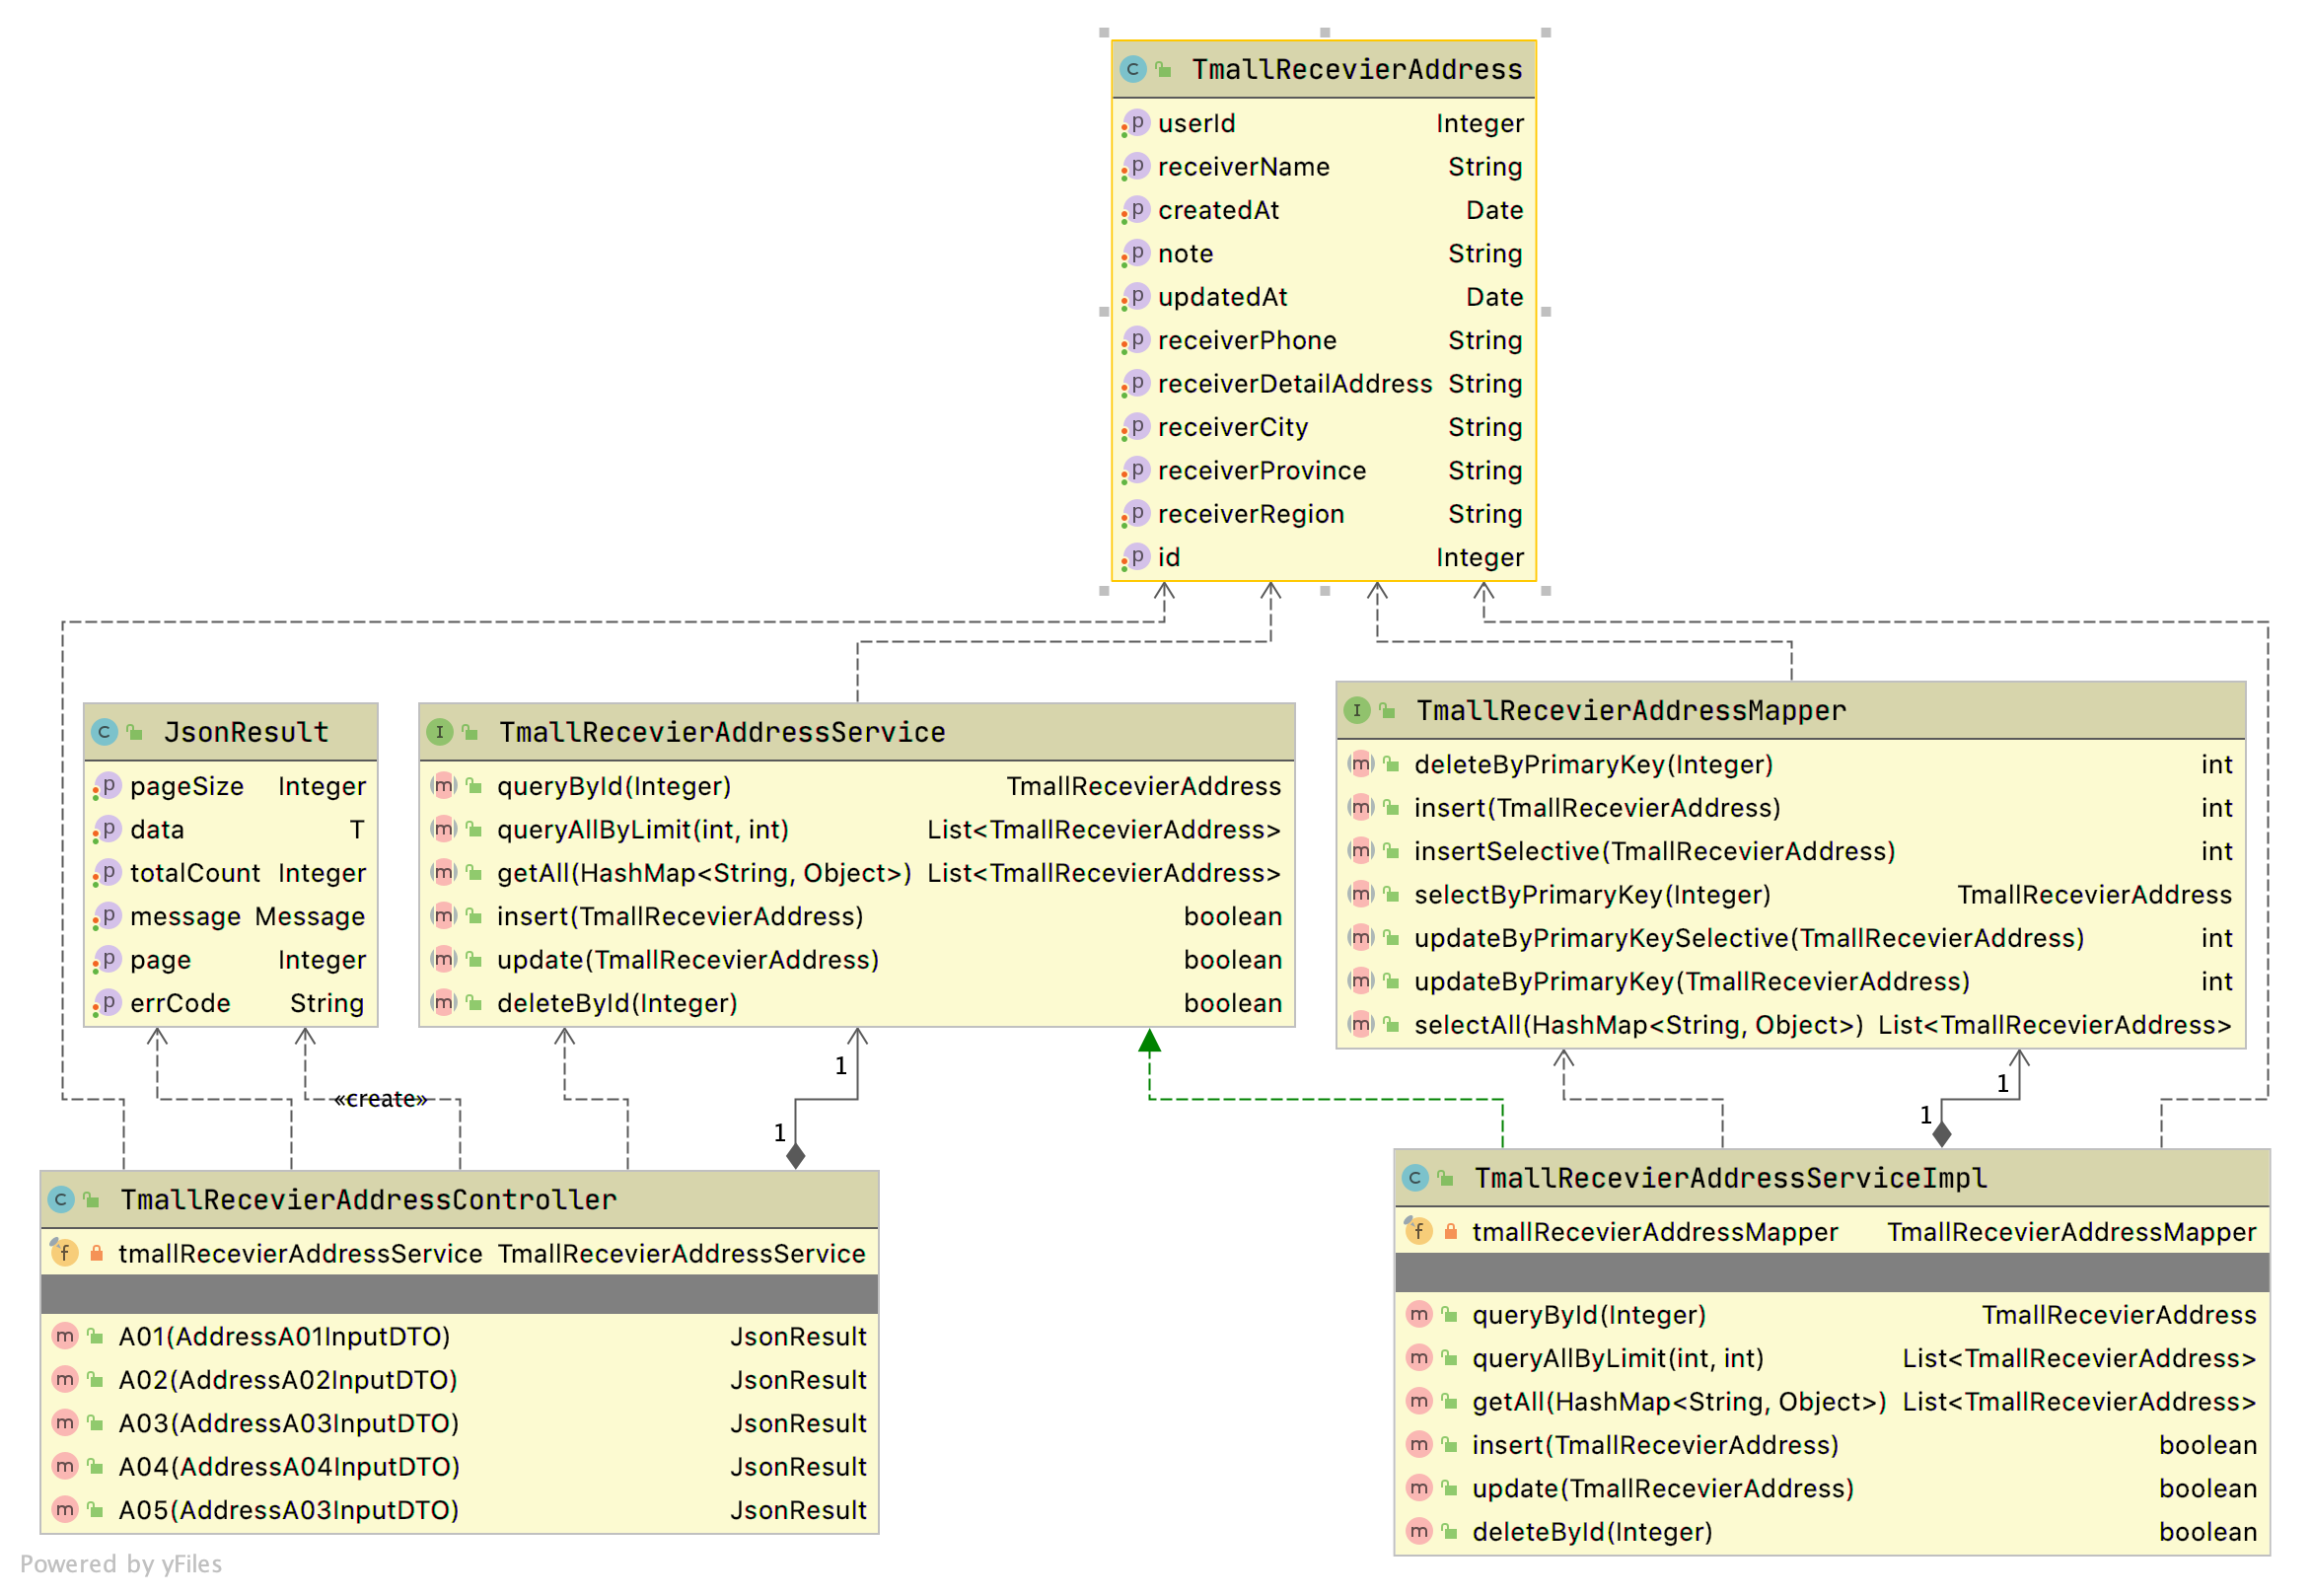 TmallRecevierAddress
userId Integer
receiverName String
createdAt Date
note String
updatedAt Date
receiverPhone String
receiverDetailAddress String
receiverCity String
receiverProvince String
receiverRegion String
id Integer
JsonResult
pageSize Integer
data T
totalCount Integer
message Message
page Integer
errCode String
TmallRecevierAddressService
queryById(Integer) TmallRecevierAddress
queryAllByLimit(int, int) List<TmallRecevierAddress>
getAll(HashMap<String, Object>) List<TmallRecevierAddress>
insert(TmallRecevierAddress) boolean
update(TmallRecevierAddress) boolean
deleteById(Integer) boolean
TmallRecevierAddressMapper
deleteByPrimaryKey(Integer) int
insert(TmallRecevierAddress) int
insertSelective(TmallRecevierAddress) int
selectByPrimaryKey(Integer) TmallRecevierAddress
updateByPrimaryKeySelective(TmallRecevierAddress) int
updateByPrimaryKey(TmallRecevierAddress) int
selectAll(HashMap<String, Object>) List<TmallRecevierAddress>
«create»
1
1
1
1
TmallRecevierAddressController
tmallRecevierAddressService TmallRecevierAddressService
A01(AddressA01InputDTO) JsonResult
A02(AddressA02InputDTO) JsonResult
A03(AddressA03InputDTO) JsonResult
A04(AddressA04InputDTO) JsonResult
A05(AddressA03InputDTO) JsonResult
TmallRecevierAddressServiceImpl
tmallRecevierAddressMapper TmallRecevierAddressMapper
queryById(Integer) TmallRecevierAddress
queryAllByLimit(int, int) List<TmallRecevierAddress>
getAll(HashMap<String, Object>) List<TmallRecevierAddress>
insert(TmallRecevierAddress) boolean
update(TmallRecevierAddress) boolean
deleteById(Integer) boolean
Powered by yFiles